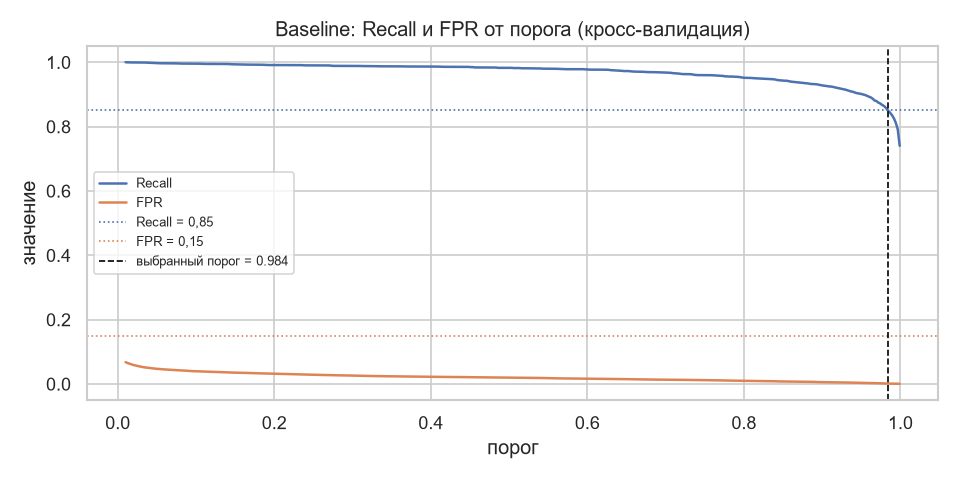 Baseline: Recall и FPR от порога (кросс-валидация)
значение
1.0
0.8
0.6
0.4
0.2
0.0
Recall
FPR
Recall = 0,85
FPR = 0,15
выбранный порог = 0.984
0.0 0.2 0.4 0.6 0.8 1.0
порог